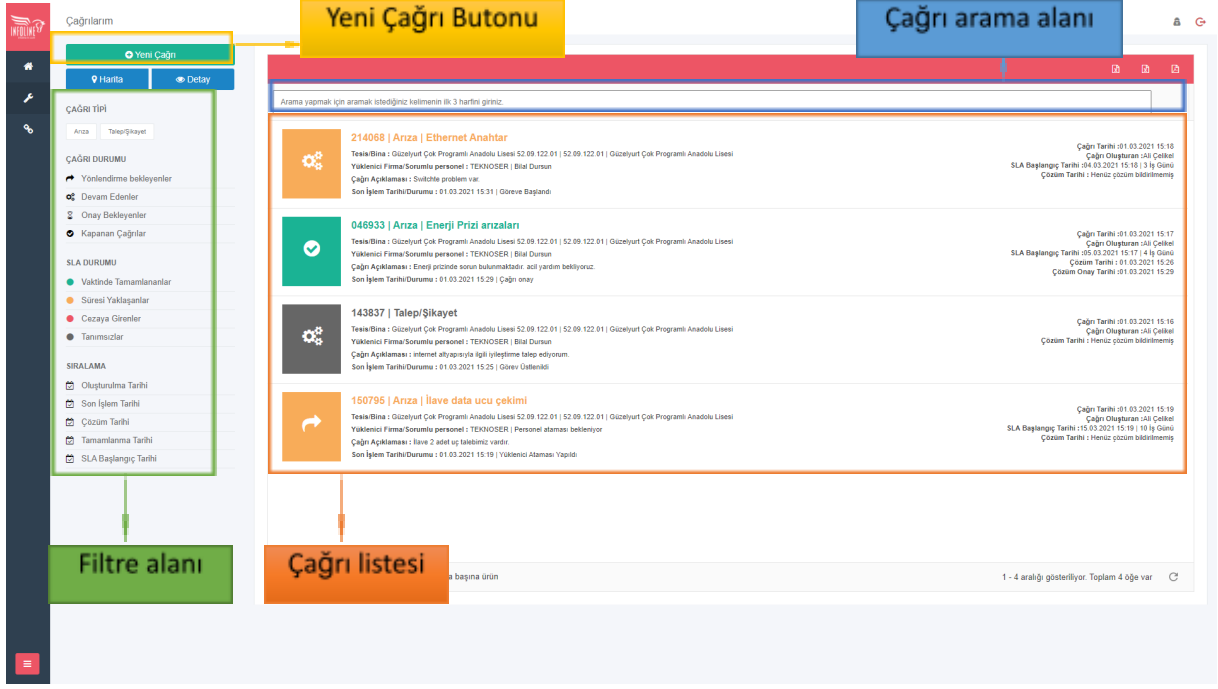 Yeni Çağrı Butonu
Çağrı arama alanı
INFOLINE
Çağrılarım
Yeni Çağrı
Harita
Detay
ÇAĞRI TİPİ
Arıza
Talep/Şikayet
ÇAĞRI DURUMU
Yönlendirme bekleyenler
Devam Edenler
Onay Bekleyenler
Kapanan Çağrılar
SLA DURUMU
Vaktinde Tamamlananlar
Süresi Yaklaşanlar
Cezaya Girenler
Tanımsızlar
SIRALAMA
Oluşturulma Tarihi
Son İşlem Tarihi
Çözüm Tarihi
Tamamlanma Tarihi
SLA Başlangıç Tarihi
Filtre alanı
Arama yapmak için aramak istediğiniz kelimenin ilk 3 harfini giriniz.
214068 | Arıza | Ethernet Anahtar
Tesis/Bina : Güzelyurt Çok Programlı Anadolu Lisesi 52.09.122.01 | 52.09.122.01 | Güzelyurt Çok Programlı Anadolu Lisesi
Yüklenici Firma/Sorumlu personel : TEKNOSER | Bilal Dursun
Çağrı Açıklaması : Switchte problem var.
Son İşlem Tarihi/Durumu : 01.03.2021 15:31 | Göreve Başlandı
Çağrı Tarihi :01.03.2021 15:18
Çağrı Oluşturan :Ali Çelikel
SLA Başlangıç Tarihi :04.03.2021 15:18 | 3 İş Günü
Çözüm Tarihi : Henüz çözüm bildirilmemiş
046933 | Arıza | Enerji Prizi arızaları
Tesis/Bina : Güzelyurt Çok Programlı Anadolu Lisesi 52.09.122.01 | 52.09.122.01 | Güzelyurt Çok Programlı Anadolu Lisesi
Yüklenici Firma/Sorumlu personel : TEKNOSER | Bilal Dursun
Çağrı Açıklaması : Enerji prizinde sorun bulunmaktadır. acil yardım bekliyoruz.
Son İşlem Tarihi/Durumu : 01.03.2021 15:29 | Çağrı onay
Çağrı Tarihi :01.03.2021 15:17
Çağrı Oluşturan :Ali Çelikel
SLA Başlangıç Tarihi :05.03.2021 15:17 | 4 İş Günü
Çözüm Tarihi : 01.03.2021 15:26
Çözüm Onay Tarihi :01.03.2021 15:29
143837 | Talep/Şikayet
Tesis/Bina : Güzelyurt Çok Programlı Anadolu Lisesi 52.09.122.01 | 52.09.122.01 | Güzelyurt Çok Programlı Anadolu Lisesi
Yüklenici Firma/Sorumlu personel : TEKNOSER | Bilal Dursun
Çağrı Açıklaması : internet altyapısıyla ilgili iyileştirme talep ediyorum.
Son İşlem Tarihi/Durumu : 01.03.2021 15:25 | Görev Üstlenildi
Çağrı Tarihi :01.03.2021 15:16
Çağrı Oluşturan :Ali Çelikel
Çözüm Tarihi : Henüz çözüm bildirilmemiş
150795 | Arıza | İlave data ucu çekimi
Tesis/Bina : Güzelyurt Çok Programlı Anadolu Lisesi 52.09.122.01 | 52.09.122.01 | Güzelyurt Çok Programlı Anadolu Lisesi
Yüklenici Firma/Sorumlu personel : TEKNOSER | Personel ataması bekleniyor
Çağrı Açıklaması : İlave 2 adet uç talebimiz vardır.
Son İşlem Tarihi/Durumu : 01.03.2021 15:19 | Yüklenici Ataması Yapıldı
Çağrı Tarihi :01.03.2021 15:19
Çağrı Oluşturan :Ali Çelikel
SLA Başlangıç Tarihi :15.03.2021 15:19 | 10 İş Günü
Çözüm Tarihi : Henüz çözüm bildirilmemiş
Çağrı listesi
başına ürün
1 - 4 aralığı gösteriliyor. Toplam 4 öğe var